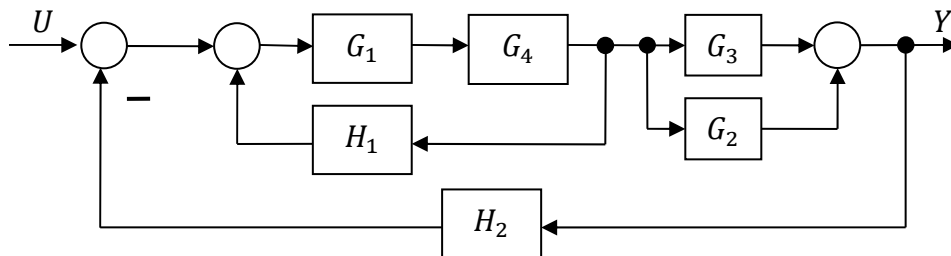 U
Y
G₁
G₄
G₃
−
H₁
G₂
H₂